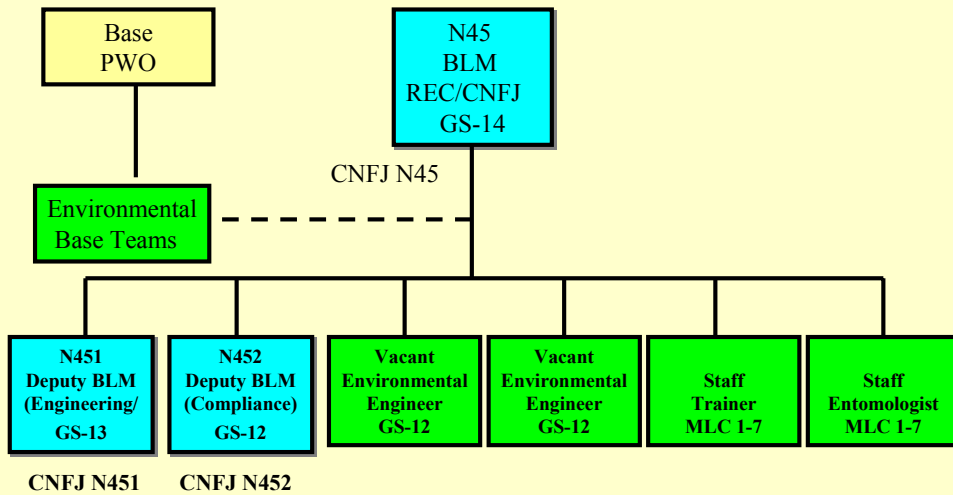 Base
PWO
N45
BLM
REC/CNFJ
GS-14
CNFJ N45
Environmental
Base Teams
N451
Deputy BLM
(Engineering/
GS-13
N452
Deputy BLM
(Compliance)
GS-12
Vacant
Environmental
Engineer
GS-12
Vacant
Environmental
Engineer
GS-12
Staff
Trainer
MLC 1-7
Staff
Entomologist
MLC 1-7
CNFJ N451
CNFJ N452